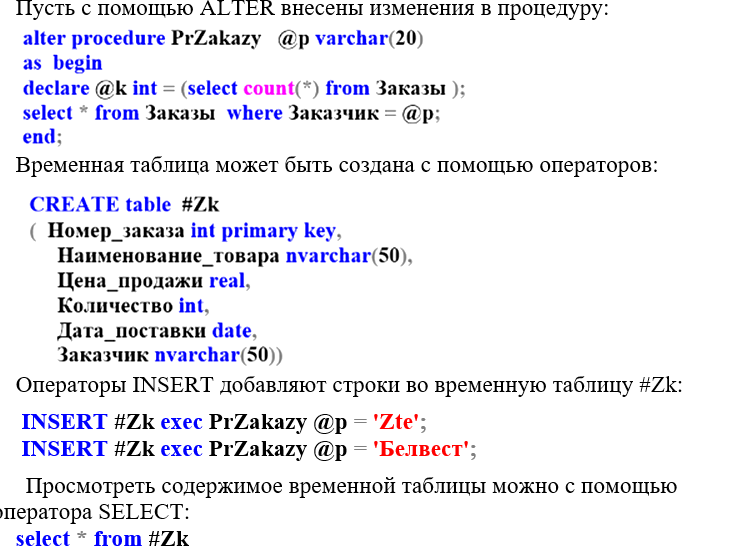 Пусть с помощью ALTER внесены изменения в процедуру:
alter procedure PrZakazy @p varchar(20)
as begin
declare @k int = (select count(*) from Заказы );
select * from Заказы where Заказчик = @p;
end;
Временная таблица может быть создана с помощью операторов:
CREATE table #Zk
( Номер_заказа int primary key,
Наименование_товара nvarchar(50),
Цена_продажи real,
Количество int,
Дата_поставки date,
Заказчик nvarchar(50))
Операторы INSERT добавляют строки во временную таблицу #Zk:
INSERT #Zk exec PrZakazy @p = 'Zte';
INSERT #Zk exec PrZakazy @p = 'Белвест';
Просмотреть содержимое временной таблицы можно с помощью
оператора SELECT:
select * from #Zk